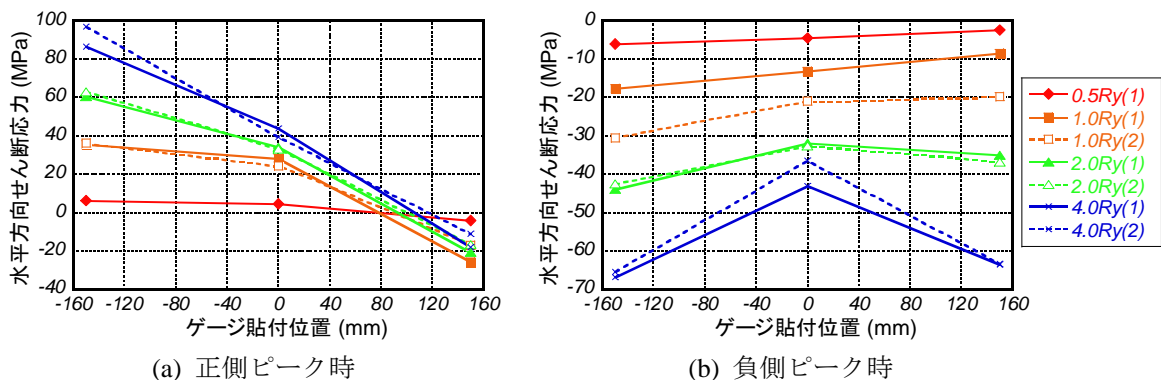 水平方向せん断応力 (MPa)
100
80
60
40
20
0
-20
-40
-160 -120 -80 -40 0 40 80 120 160
ゲージ貼付位置 (mm)
(a) 正側ピーク時
水平方向せん断応力 (MPa)
0
-10
-20
-30
-40
-50
-60
-70
-160 -120 -80 -40 0 40 80 120 160
ゲージ貼付位置 (mm)
(b) 負側ピーク時
0.5Ry(1)
1.0Ry(1)
1.0Ry(2)
2.0Ry(1)
2.0Ry(2)
4.0Ry(1)
4.0Ry(2)